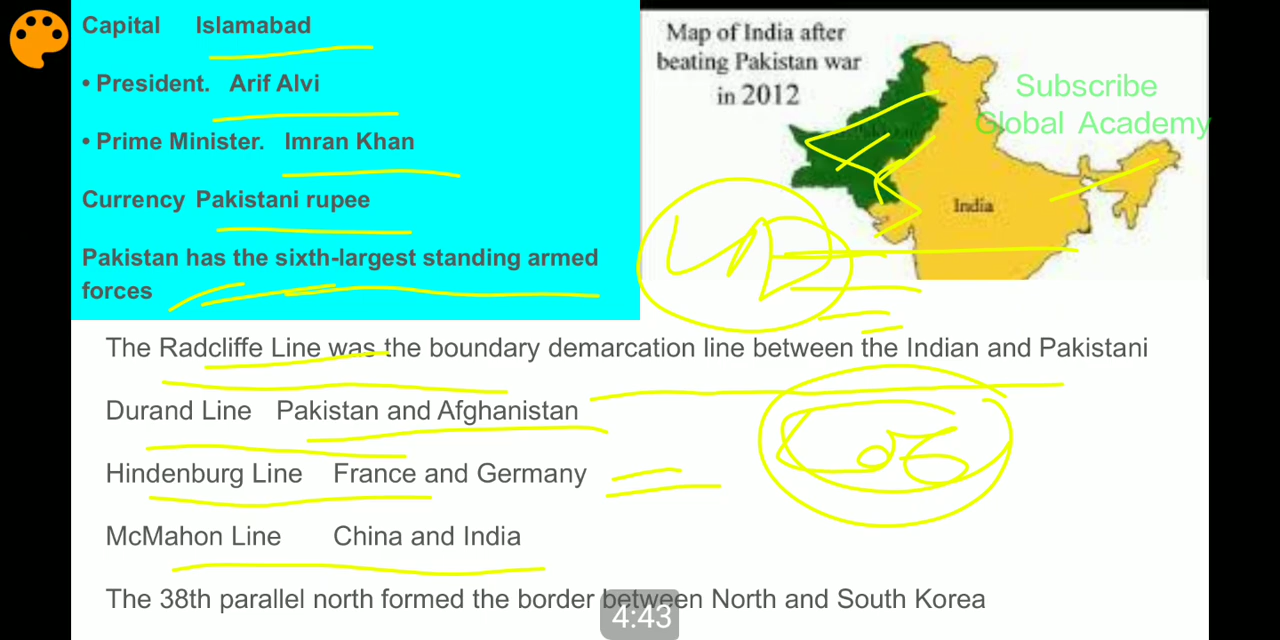 Capital Islamabad
• President. Arif Alvi
• Prime Minister. Imran Khan
Currency Pakistani rupee
Pakistan has the sixth-largest standing armed
forces
Map of India after
beating Pakistan war
in 2012
Subscribe
Global Academy
India
The Radcliffe Line was the boundary demarcation line between the Indian and Pakistani
Durand Line Pakistan and Afghanistan
Hindenburg Line France and Germany
McMahon Line China and India
The 38th parallel north formed the border between North and South Korea
4:43